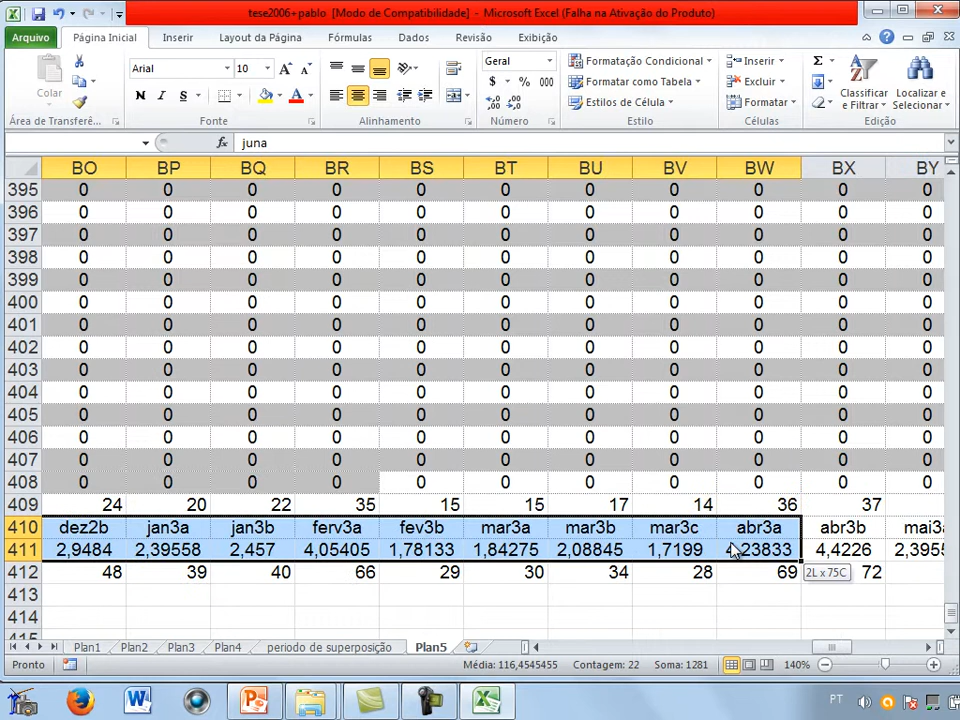 tese2006+pablo [Modo de Compatibilidade] - Microsoft Excel (Falha na Ativação do Produto)
Arquivo Página Inicial Inserir Layout da Página Fórmulas Dados Revisão Exibição
Colar
Arial 10
N I S
Geral
$ % 000
Formatação Condicional
Formatar como Tabela
Estilos de Célula
Inserir
Excluir
Formatar
Classificar e Filtrar
Localizar e Selecionar
Área de Transferê... Fonte Alinhamento Número Estilo Células Edição
fx juna
BO BP BQ BR BS BT BU BV BW BX BY
395 0 0 0 0 0 0 0 0 0 0 0
396 0 0 0 0 0 0 0 0 0 0 0
397 0 0 0 0 0 0 0 0 0 0 0
398 0 0 0 0 0 0 0 0 0 0 0
399 0 0 0 0 0 0 0 0 0 0 0
400 0 0 0 0 0 0 0 0 0 0 0
401 0 0 0 0 0 0 0 0 0 0 0
402 0 0 0 0 0 0 0 0 0 0 0
403 0 0 0 0 0 0 0 0 0 0 0
404 0 0 0 0 0 0 0 0 0 0 0
405 0 0 0 0 0 0 0 0 0 0 0
406 0 0 0 0 0 0 0 0 0 0 0
407 0 0 0 0 0 0 0 0 0 0 0
408 0 0 0 0 0 0 0 0 0 0 0
409 24 20 22 35 15 15 17 14 36 37
410 dez2b jan3a jan3b ferv3a fev3b mar3a mar3b mar3c abr3a abr3b mai3
411 2,9484 2,39558 2,457 4,05405 1,78133 1,84275 2,08845 1,7199 4,23833 4,4226 2,395
412 48 39 40 66 29 30 34 28 69 2L x 75C 72
413
414
415
Plan1 Plan2 Plan3 Plan4 periodo de superposição Plan5
Pronto Média: 116,4545455 Contagem: 22 Soma: 1281 140%
PT